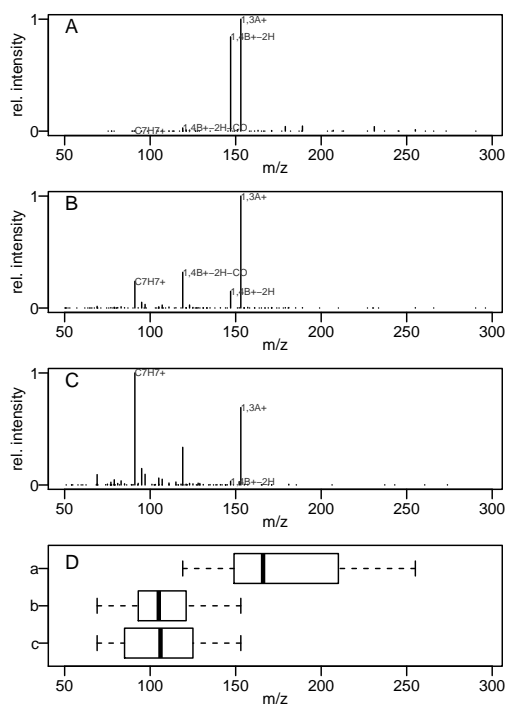 A
1,3A+
1,4B+−2H
1,4B+−2H−CO
C7H7+
rel. intensity
0
1
50 100 150 200 250 300
m/z
B
1,3A+
1,4B+−2H−CO
C7H7+
1,4B+−2H
rel. intensity
0
1
50 100 150 200 250 300
m/z
C
C7H7+
1,3A+
1,4B+−2H
rel. intensity
0
1
50 100 150 200 250 300
m/z
D
a
b
c
50 100 150 200 250 300
m/z